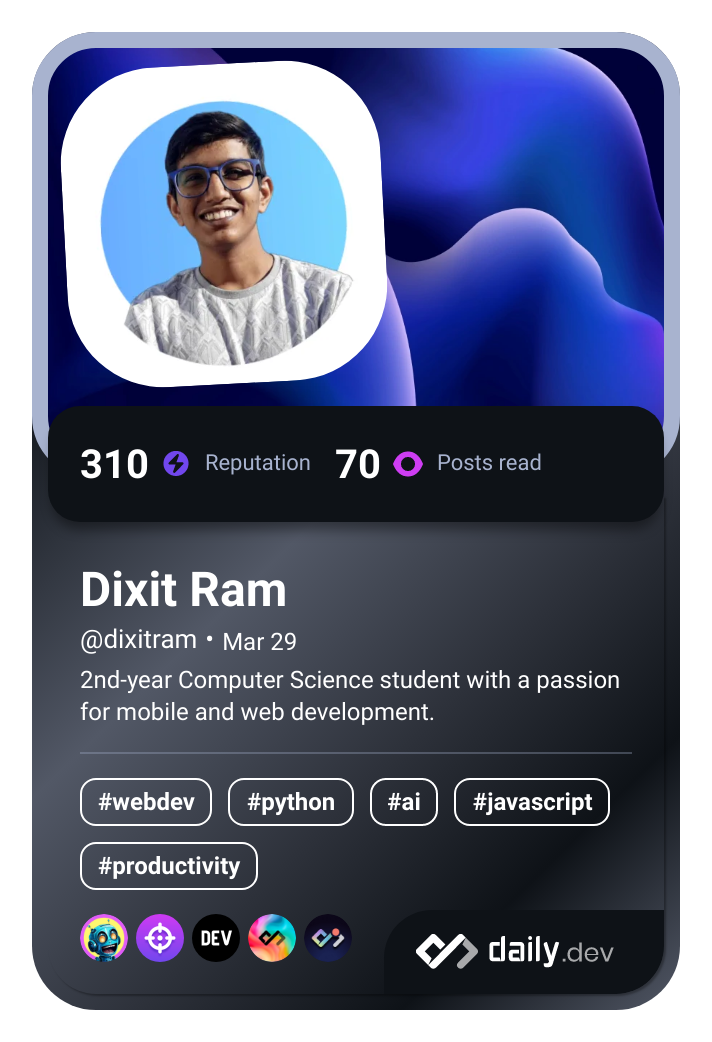 310 Reputation 70 Posts read
Dixit Ram
@dixitram • Mar 29
2nd-year Computer Science student with a passion
for mobile and web development.
#webdev #python #ai #javascript
#productivity
DEV daily.dev